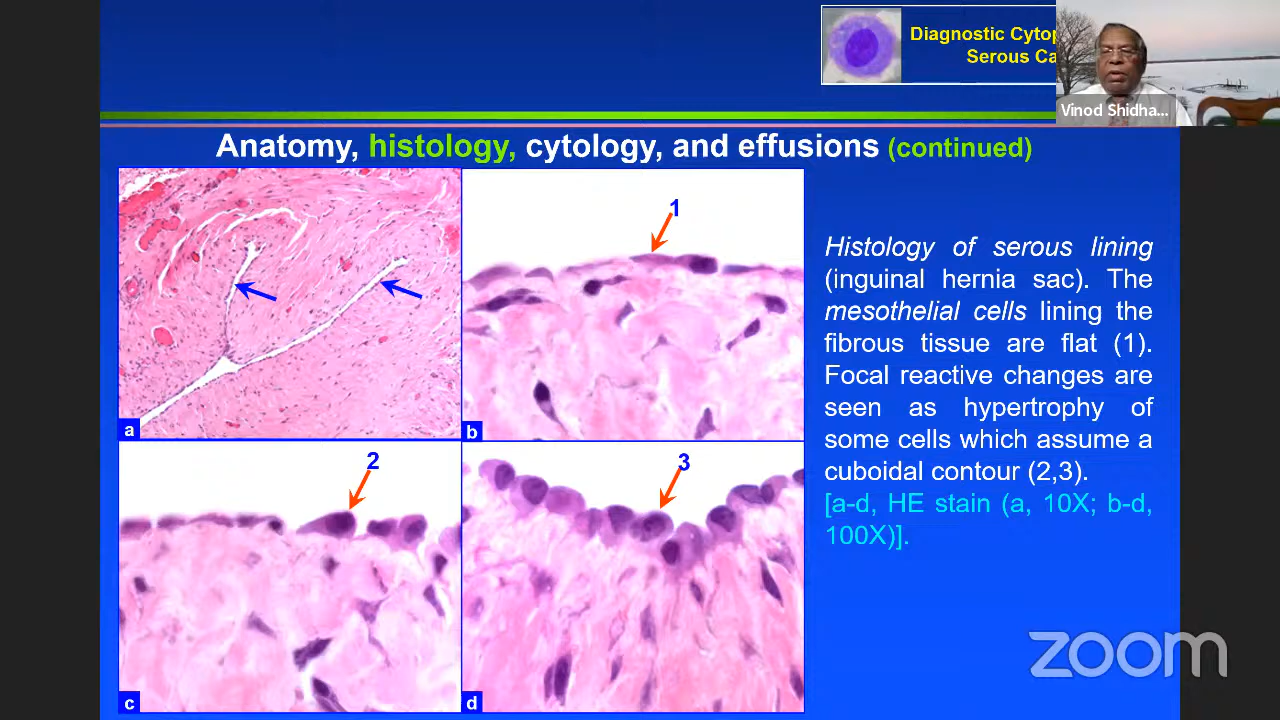 Diagnostic Cytop
Serous Ca
Vinod Shidha...
Anatomy, histology, cytology, and effusions (continued)
a
1
b
2
c
3
d
Histology of serous lining
(inguinal hernia sac). The
mesothelial cells lining the
fibrous tissue are flat (1).
Focal reactive changes are
seen as hypertrophy of
some cells which assume a
cuboidal contour (2,3).
[a-d, HE stain (a, 10X; b-d,
100X)].
zoom